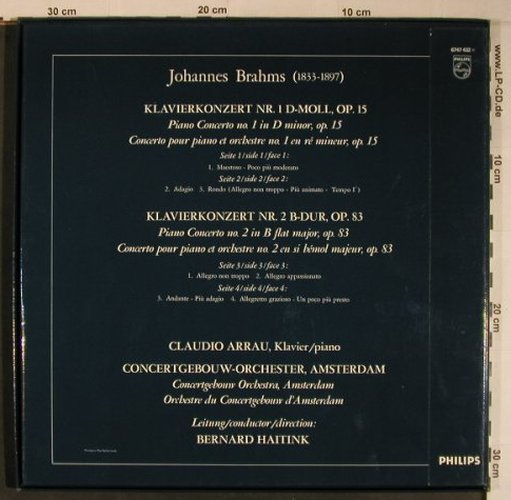 30 cm
20 cm
10 cm
Johannes Brahms (1833-1897)
KLAVIERKONZERT NR. 1 D-MOLL, OP. 15
Piano Concerto no. 1 in D minor, op. 15
Concerto pour piano et orchestre no. 1 en ré mineur, op. 15
Seite 1/side 1/face 1:
1. Maestoso - Poco più moderato
Seite 2/side 2/face 2:
2. Adagio 3. Rondo (Allegro non troppo - Più animato - Tempo I°)
KLAVIERKONZERT NR. 2 B-DUR, OP. 83
Piano Concerto no. 2 in B flat major, op. 83
Concerto pour piano et orchestre no. 2 en si bémol majeur, op. 83
Seite 3/side 3/face 3:
1. Allegro non troppo 2. Allegro appassionato
Seite 4/side 4/face 4:
3. Andante - Più adagio 4. Allegretto grazioso - Un poco più presto
CLAUDIO ARRAU, Klavier/piano
CONCERTGEBOUW-ORCHESTER, AMSTERDAM
Concertgebouw Orchestra, Amsterdam
Orchestre du Concertgebouw d'Amsterdam
Leitung/conductor/direction:
BERNARD HAITINK
PHILIPS
PHILIPS
www.LP-CD.de
10 cm
20 cm
30 cm